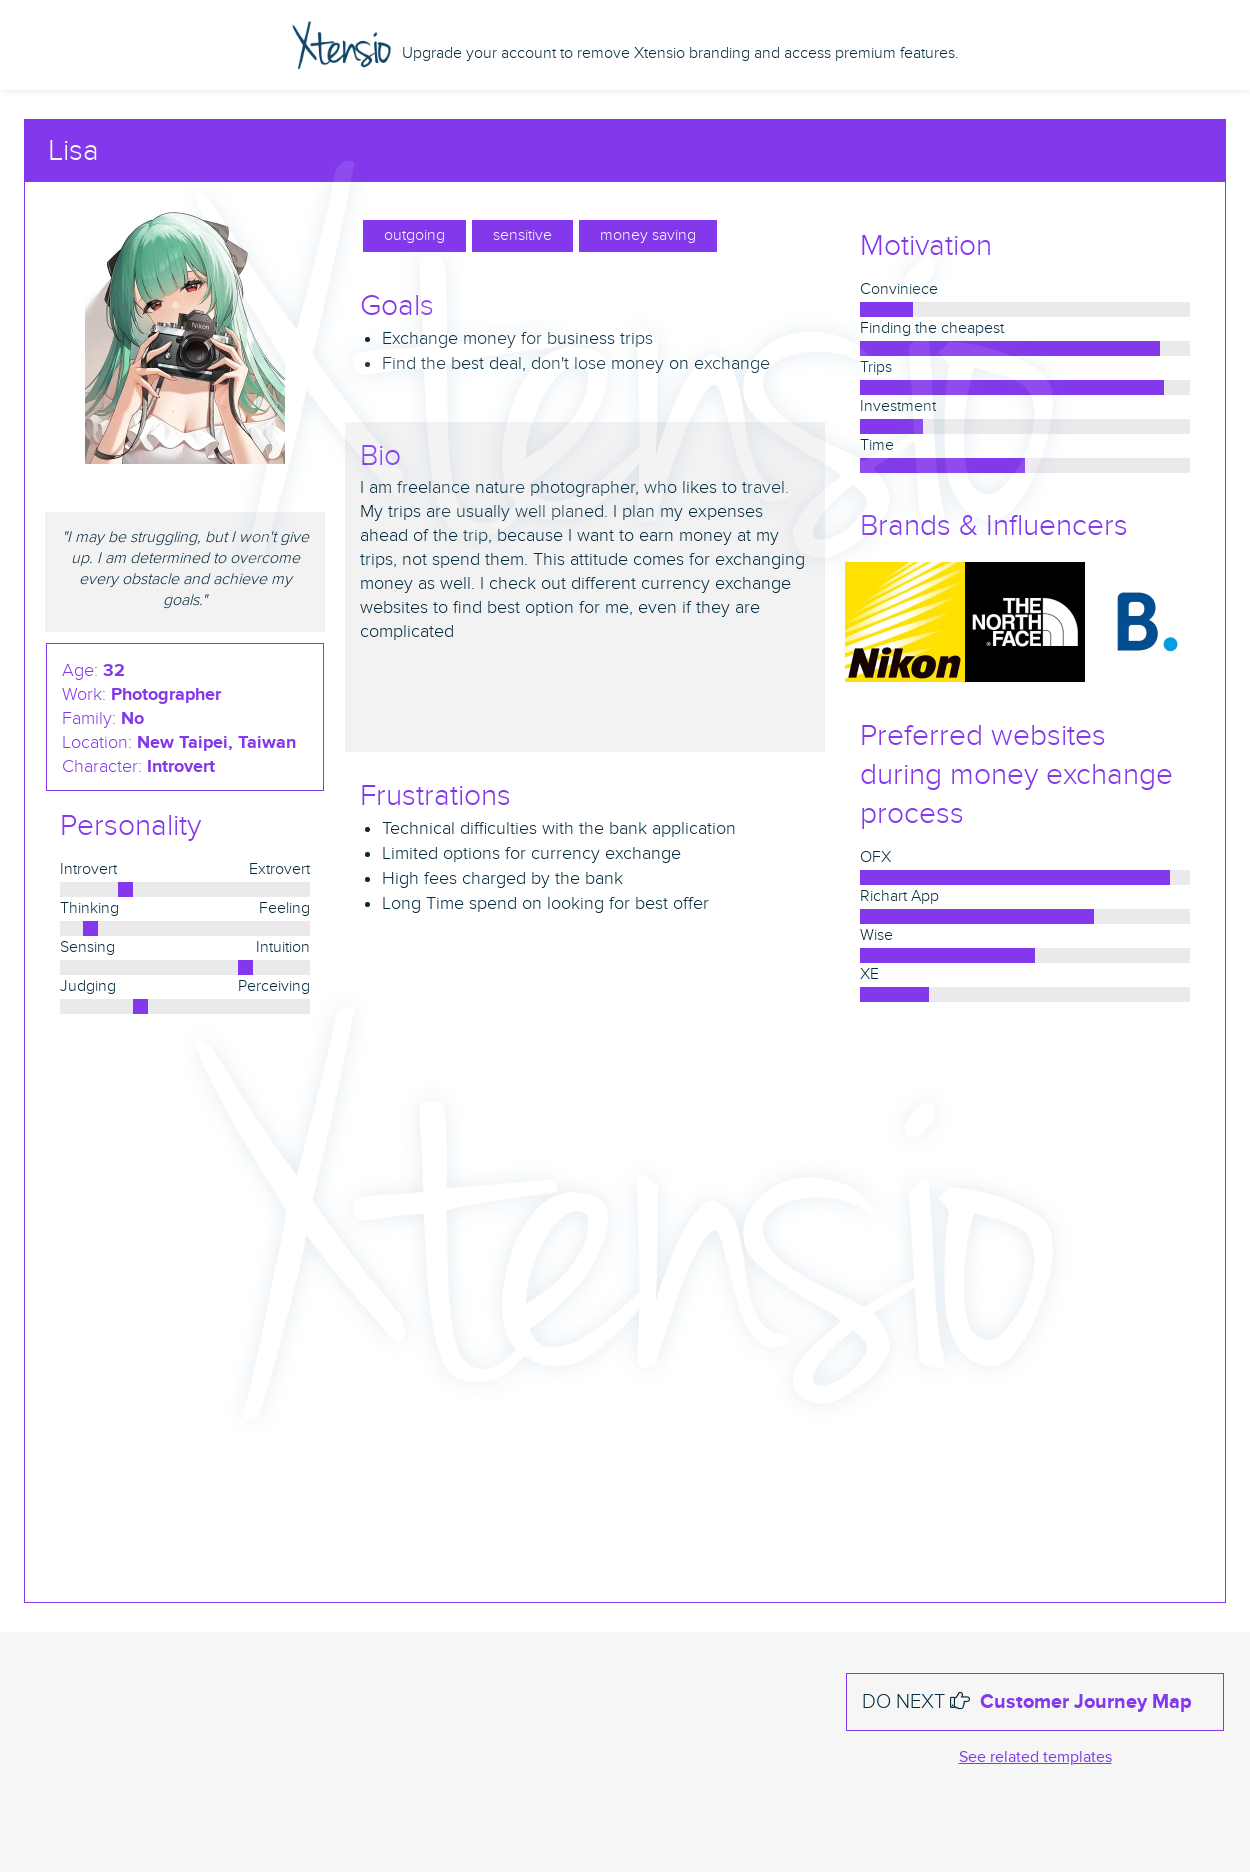 Xtensio Upgrade your account to remove Xtensio branding and access premium features.
Lisa
Nikon
"I may be struggling, but I won't give
up. I am determined to overcome
every obstacle and achieve my
goals."
Age: 32
Work: Photographer
Family: No
Location: New Taipei, Taiwan
Character: Introvert
Personality
Introvert Extrovert
Thinking Feeling
Sensing Intuition
Judging Perceiving
outgoing sensitive money saving
Goals
Exchange money for business trips
Find the best deal, don't lose money on exchange
Bio
I am freelance nature photographer, who likes to travel.
My trips are usually well planed. I plan my expenses
ahead of the trip, because I want to earn money at my
trips, not spend them. This attitude comes for exchanging
money as well. I check out different currency exchange
websites to find best option for me, even if they are
complicated
Frustrations
Technical difficulties with the bank application
Limited options for currency exchange
High fees charged by the bank
Long Time spend on looking for best offer
Motivation
Conviniece
Finding the cheapest
Trips
Investment
Time
Brands & Influencers
Nikon
THE
NORTH
FACE
B.
Preferred websites
during money exchange
process
OFX
Richart App
Wise
XE
Xtensio
Xtensio
DO NEXT Customer Journey Map
See related templates